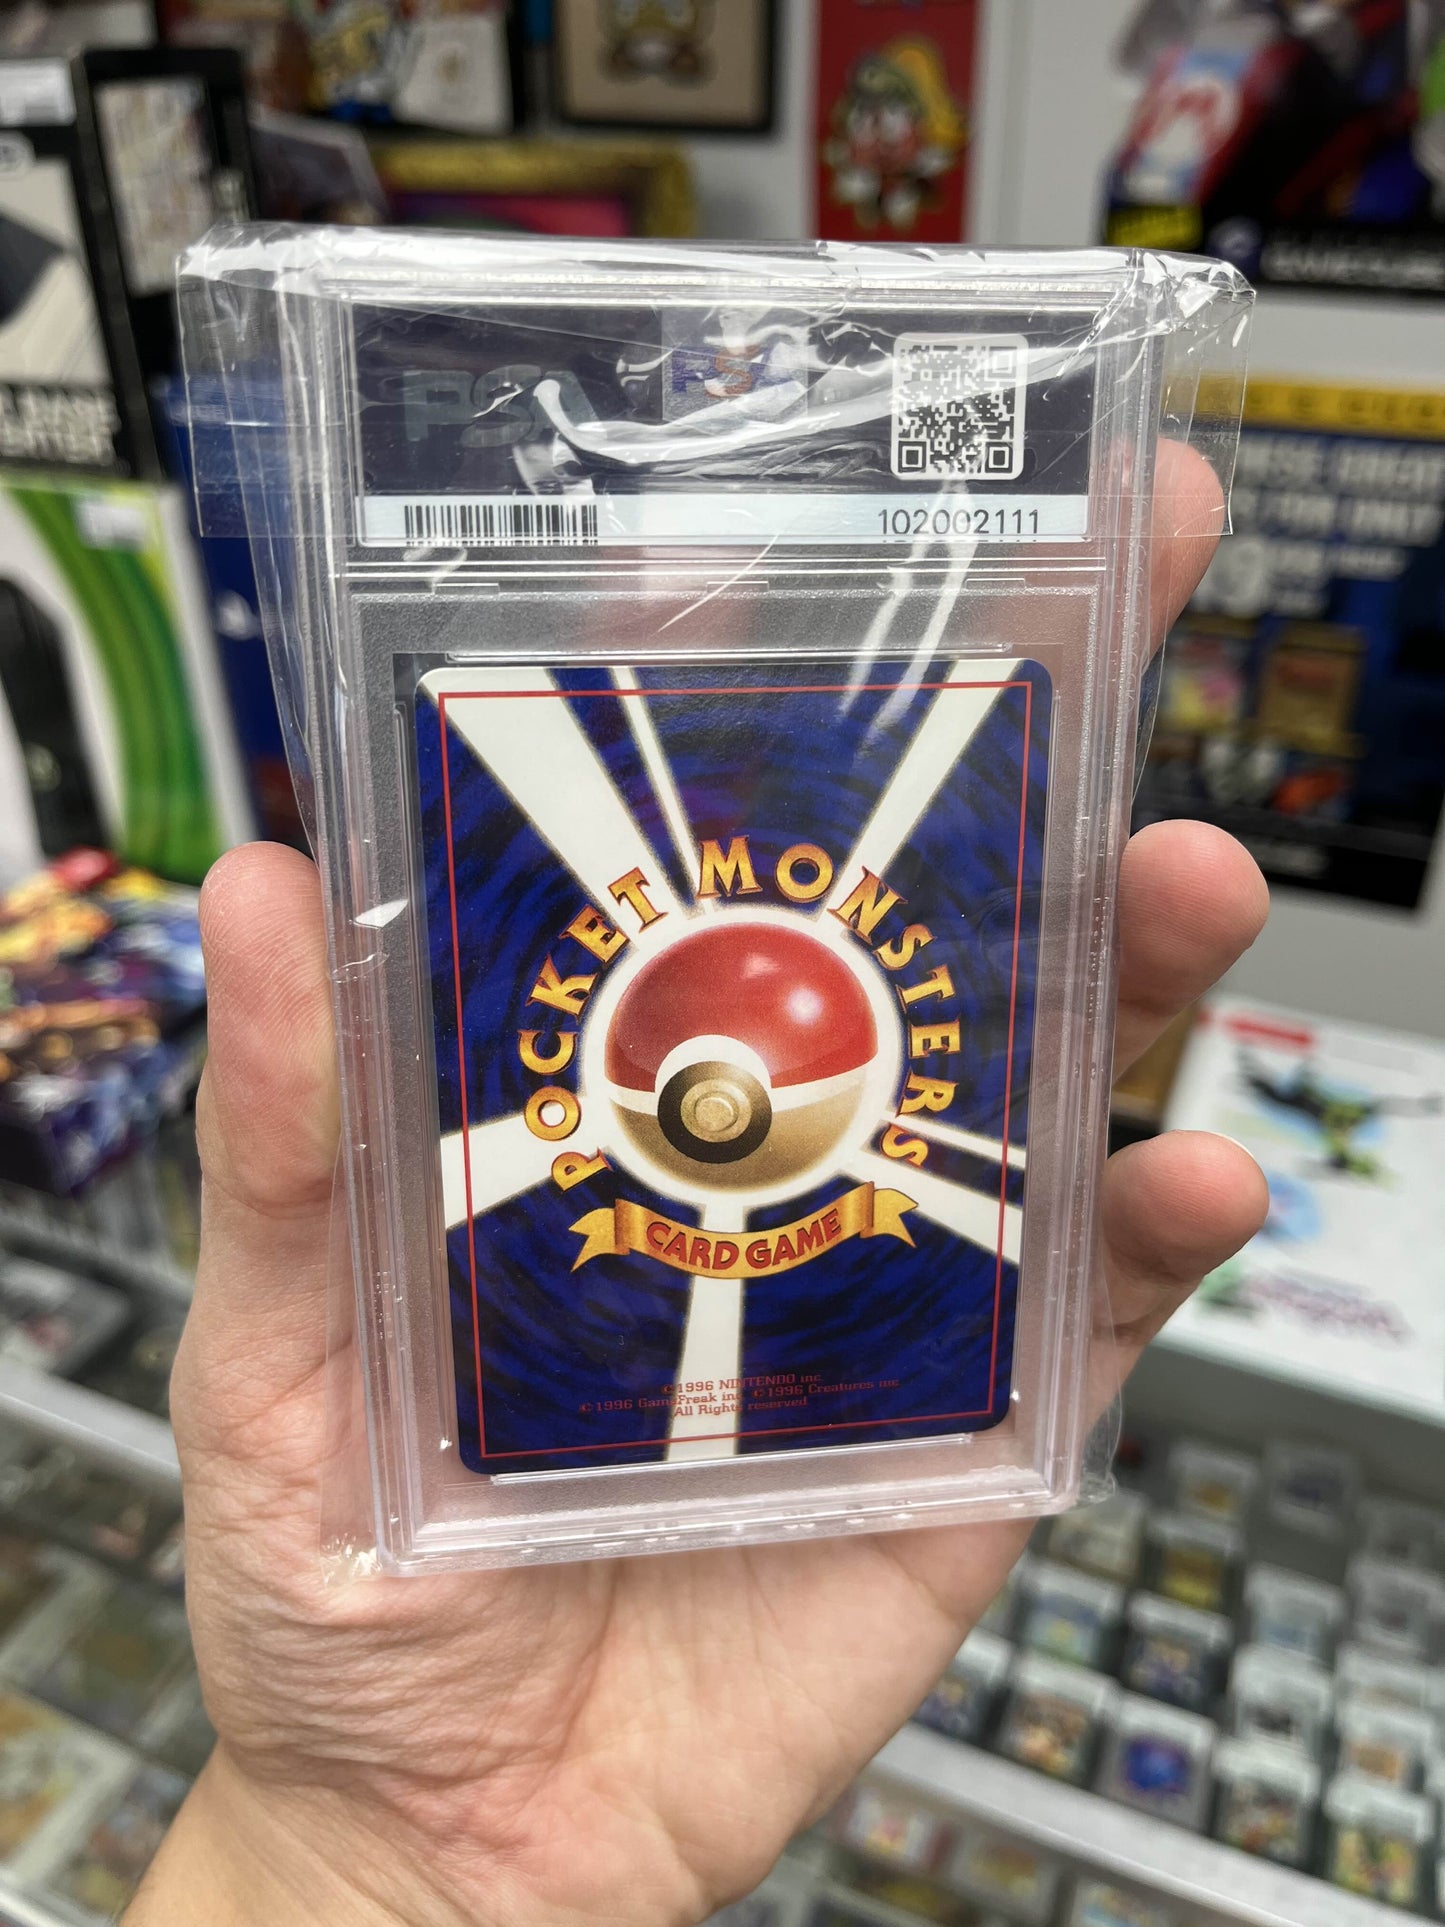 PSA
PSA
102002111
POCKET MONSTERS
CARD GAME
©1996 NINTENDO inc.
©1996 GameFreak inc. ©1996 Creatures inc.
All Rights reserved